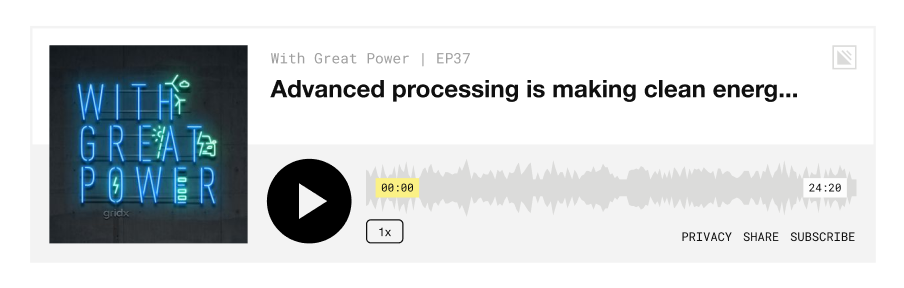 WITH
GREAT
POWER
gridx
With Great Power | EP37
Advanced processing is making clean energ...
00:00
24:20
1x
PRIVACY SHARE SUBSCRIBE